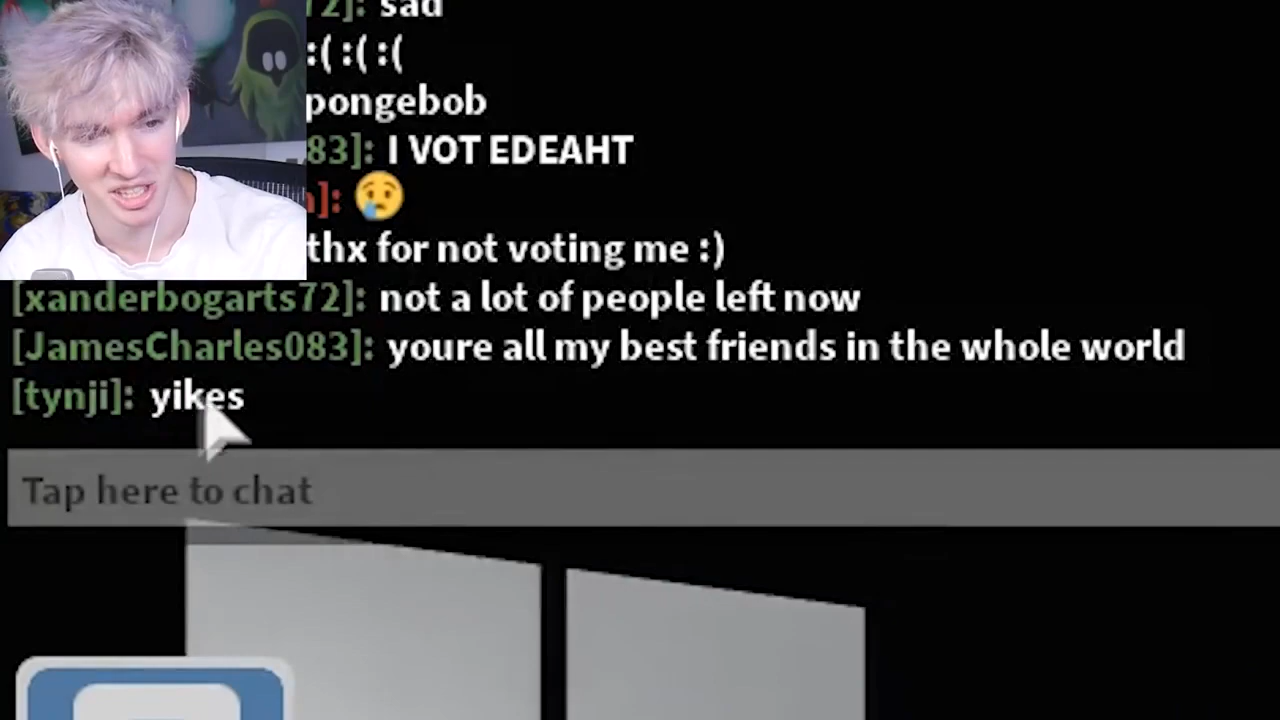 72]: sad
:( :( :(
pongebob
83]: I VOT EDEAHT
]: 😢
thx for not voting me :)
[xanderbogarts72]: not a lot of people left now
[JamesCharles083]: youre all my best friends in the whole world
[tynji]: yikes
Tap here to chat